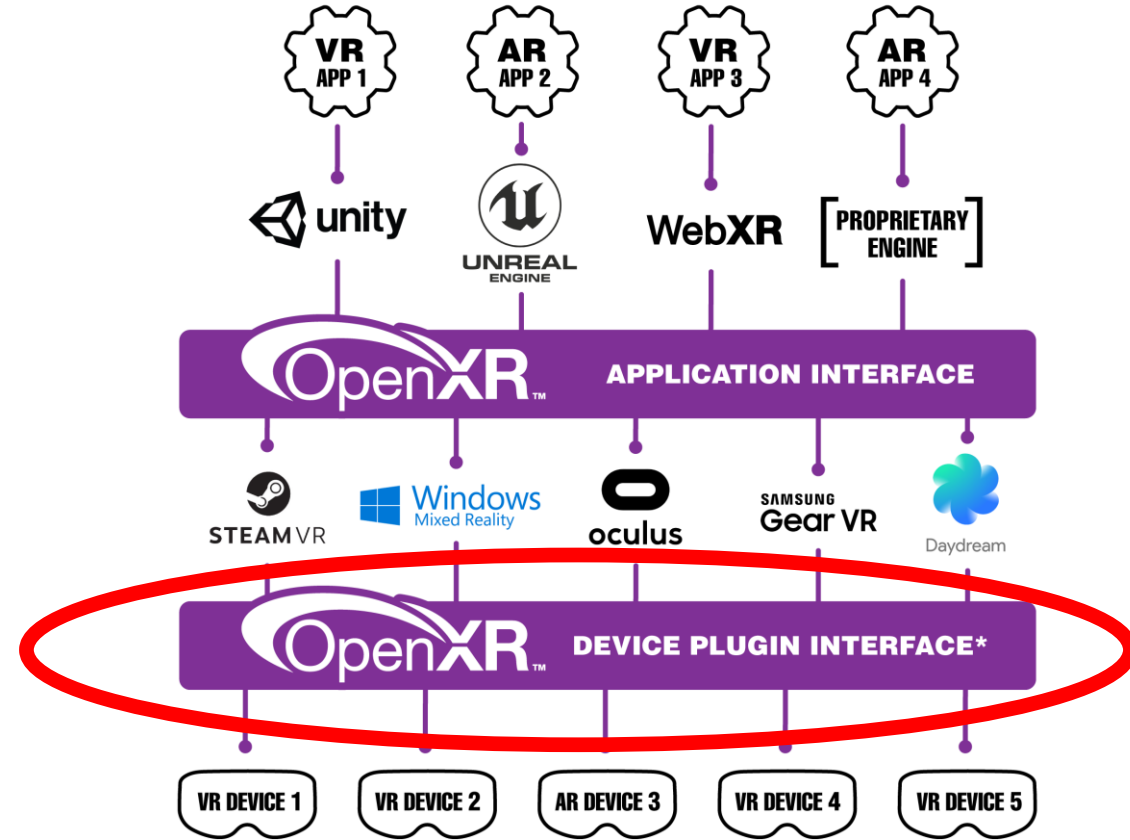 VR
APP 1
AR
APP 2
VR
APP 3
AR
APP 4
unity
UNREAL
ENGINE
WebXR
PROPRIETARY
ENGINE
OpenXR™ APPLICATION INTERFACE
STEAM VR
Windows
Mixed Reality
oculus
SAMSUNG
Gear VR
Daydream
OpenXR™ DEVICE PLUGIN INTERFACE*
VR DEVICE 1
VR DEVICE 2
AR DEVICE 3
VR DEVICE 4
VR DEVICE 5